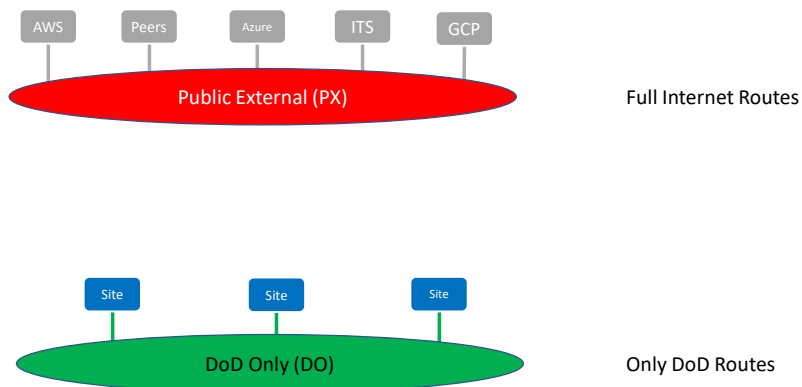 AWS
Peers
Azure
ITS
GCP
Public External (PX)
Full Internet Routes
Site
Site
Site
DoD Only (DO)
Only DoD Routes